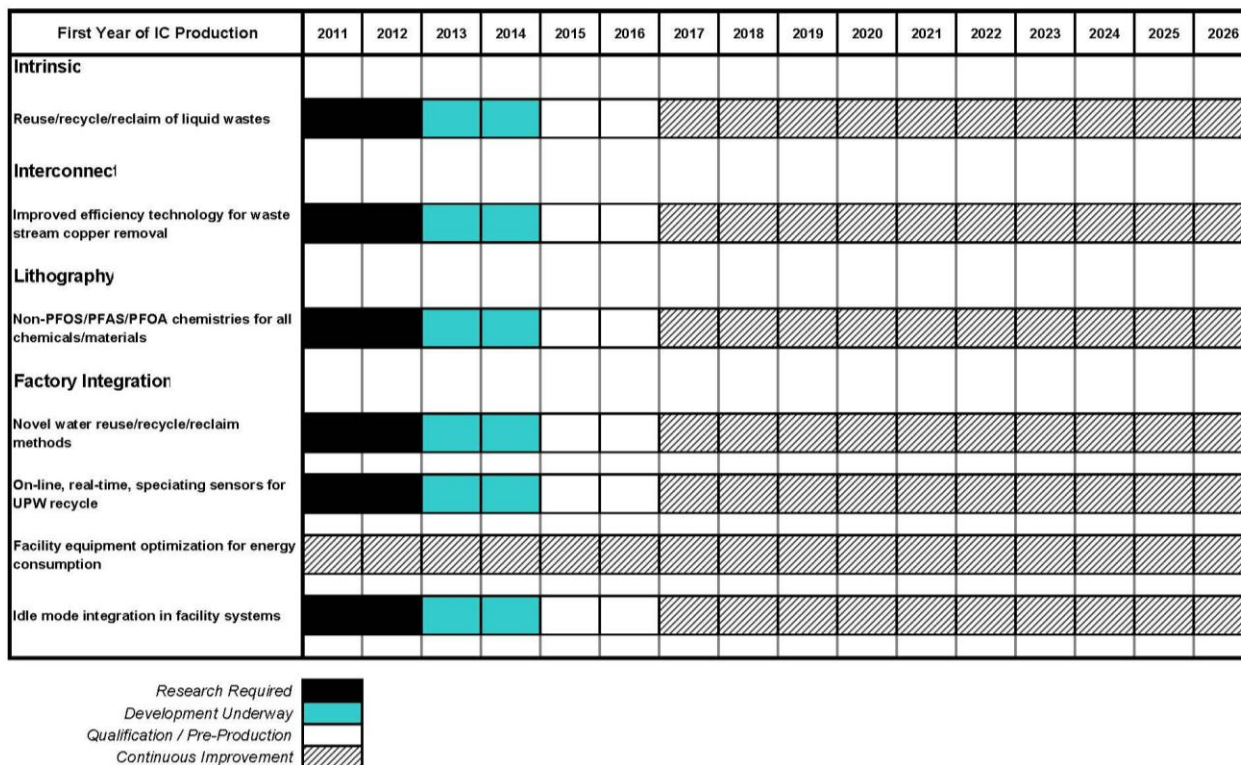 First Year of IC Production 2011 2012 2013 2014 2015 2016 2017 2018 2019 2020 2021 2022 2023 2024 2025 2026
Intrinsic
Reuse/recycle/reclaim of liquid wastes
Interconnect
Improved efficiency technology for waste
stream copper removal
Lithography
Non-PFOS/PFAS/PFOA chemistries for all
chemicals/materials
Factory Integration
Novel water reuse/recycle/reclaim
methods
On-line, real-time, speciating sensors for
UPW recycle
Facility equipment optimization for energy
consumption
Idle mode integration in facility systems
Research Required
Development Underway
Qualification / Pre-Production
Continuous Improvement